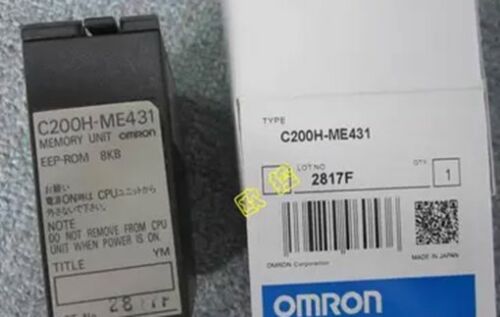 C200H-ME431
MEMORY UNIT omron
EEP-ROM 8KB
お願い
電源ON時は CPUユニットから
外さないで下さい
NOTE
DO NOT REMOVE FROM CPU
UNIT WHEN POWER IS ON.
TITLE YM
TYPE
C200H-ME431
LOT NO
2817F
QTY
1
OMRON Corporation
MADE IN JAPAN
OMRON